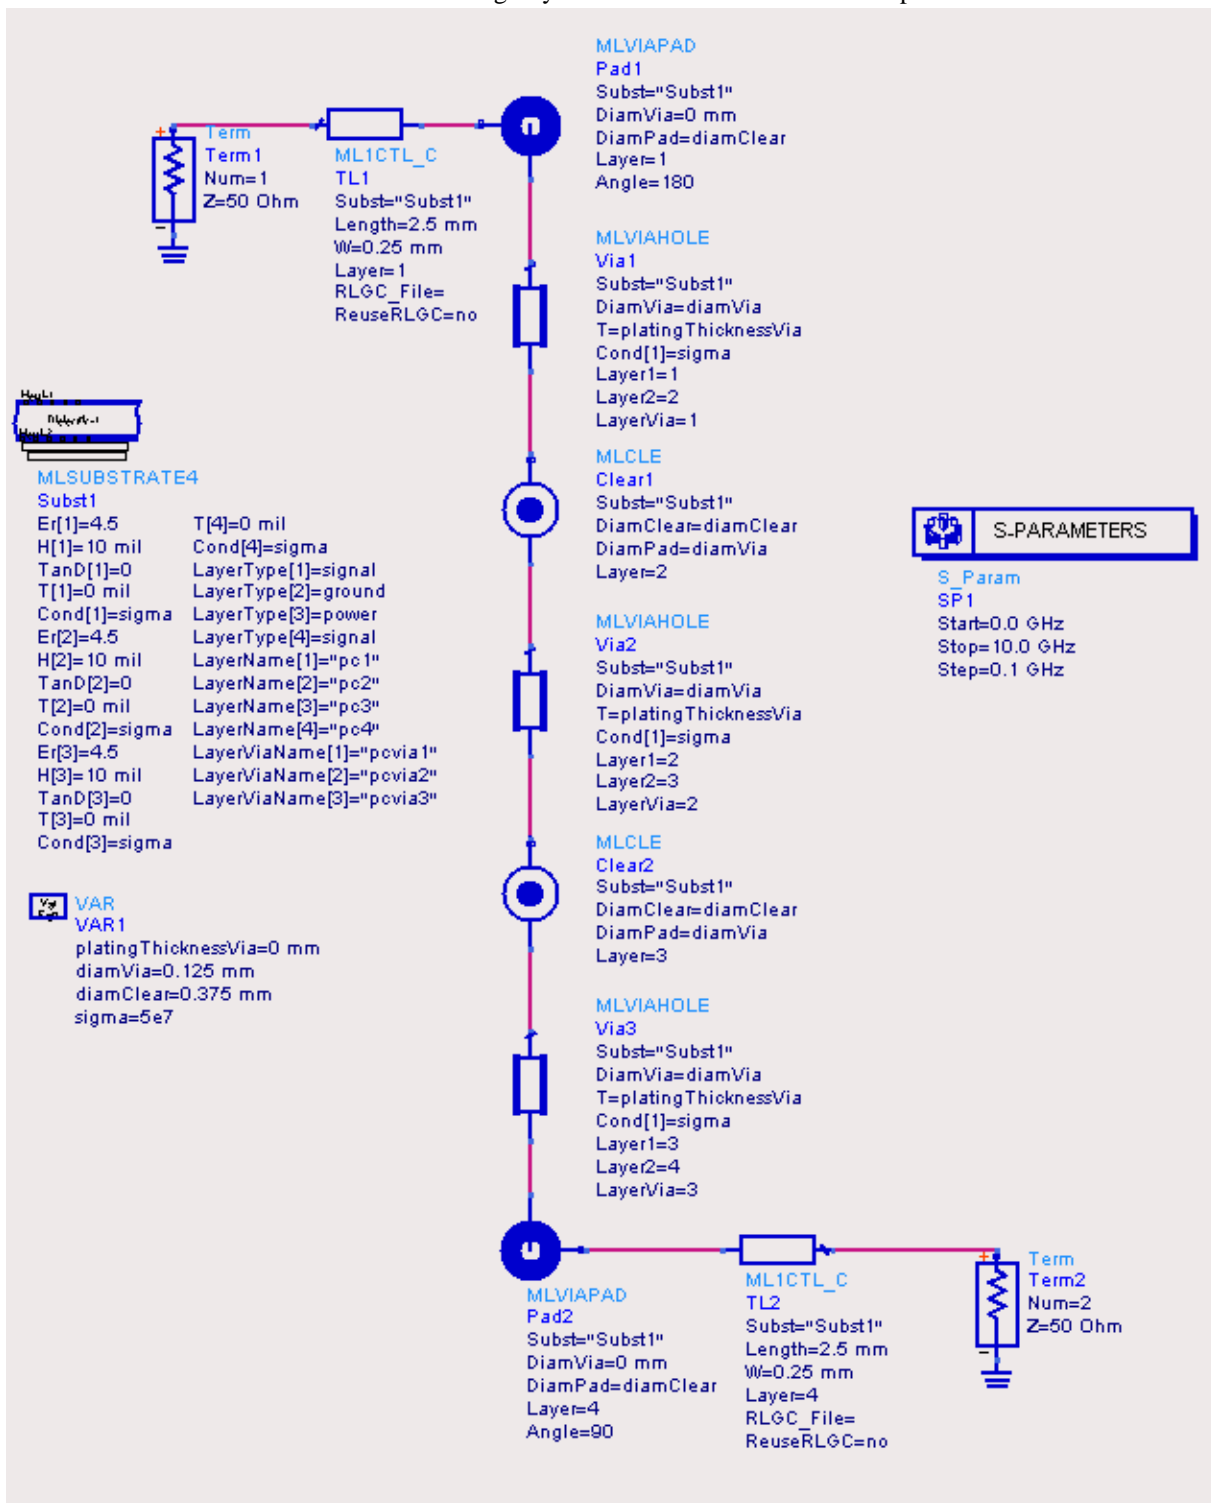 MLVIAPAD
Pad1
Subst="Subst1"
DiamVia=0 mm
DiamPad=diamClear
Layer=1
Angle=180
+
Term
Term1
Num=1
Z=50 Ohm
-
ML1CTL_C
TL1
Subst="Subst1"
Length=2.5 mm
W=0.25 mm
Layer=1
RLGC_File=
ReuseRLGC=no
MLVIAHOLE
Via1
Subst="Subst1"
DiamVia=diamVia
T=platingThicknessVia
Cond[1]=sigma
Layer1=1
Layer2=2
LayerVia=1
MLCLE
Clear1
Subst="Subst1"
DiamClear=diamClear
DiamPad=diamVia
Layer=2
MLSUBSTRATE4
Subst1
Er[1]=4.5 T[4]=0 mil
H[1]=10 mil Cond[4]=sigma
TanD[1]=0 LayerType[1]=signal
T[1]=0 mil LayerType[2]=ground
Cond[1]=sigma LayerType[3]=power
Er[2]=4.5 LayerType[4]=signal
H[2]=10 mil LayerName[1]="pc1"
TanD[2]=0 LayerName[2]="pc2"
T[2]=0 mil LayerName[3]="pc3"
Cond[2]=sigma LayerName[4]="pc4"
Er[3]=4.5 LayerViaName[1]="pcvia1"
H[3]=10 mil LayerViaName[2]="pcvia2"
TanD[3]=0 LayerViaName[3]="pcvia3"
T[3]=0 mil
Cond[3]=sigma
S-PARAMETERS
S_Param
SP1
Start=0.0 GHz
Stop=10.0 GHz
Step=0.1 GHz
MLVIAHOLE
Via2
Subst="Subst1"
DiamVia=diamVia
T=platingThicknessVia
Cond[1]=sigma
Layer1=2
Layer2=3
LayerVia=2
MLCLE
Clear2
Subst="Subst1"
DiamClear=diamClear
DiamPad=diamVia
Layer=3
VAR
VAR1
platingThicknessVia=0 mm
diamVia=0.125 mm
diamClear=0.375 mm
sigma=5e7
MLVIAHOLE
Via3
Subst="Subst1"
DiamVia=diamVia
T=platingThicknessVia
Cond[1]=sigma
Layer1=3
Layer2=4
LayerVia=3
MLVIAPAD
Pad2
Subst="Subst1"
DiamVia=0 mm
DiamPad=diamClear
Layer=4
Angle=90
ML1CTL_C
TL2
Subst="Subst1"
Length=2.5 mm
W=0.25 mm
Layer=4
RLGC_File=
ReuseRLGC=no
+
Term
Term2
Num=2
Z=50 Ohm
-